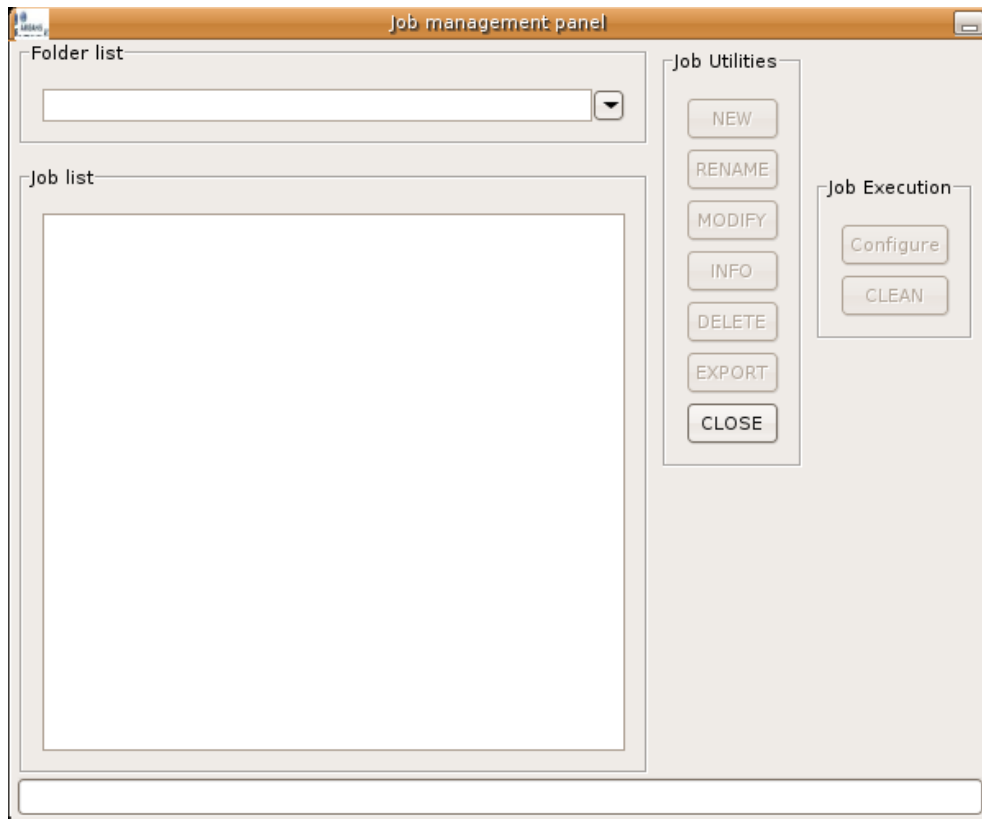 Job management panel
Folder list
Job list
Job Utilities
NEW
RENAME
MODIFY
INFO
DELETE
EXPORT
CLOSE
Job Execution
Configure
CLEAN